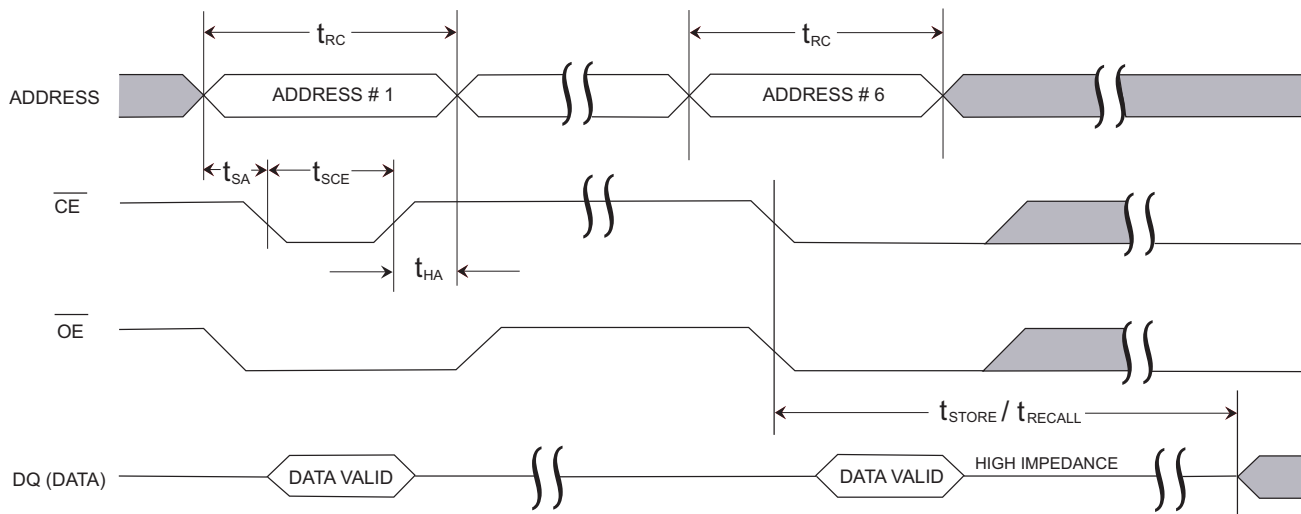 tRC tRC
ADDRESS ADDRESS # 1 ADDRESS # 6
tSA tSCE
CE
tHA
OE
tSTORE / tRECALL
DQ (DATA) DATA VALID DATA VALID HIGH IMPEDANCE